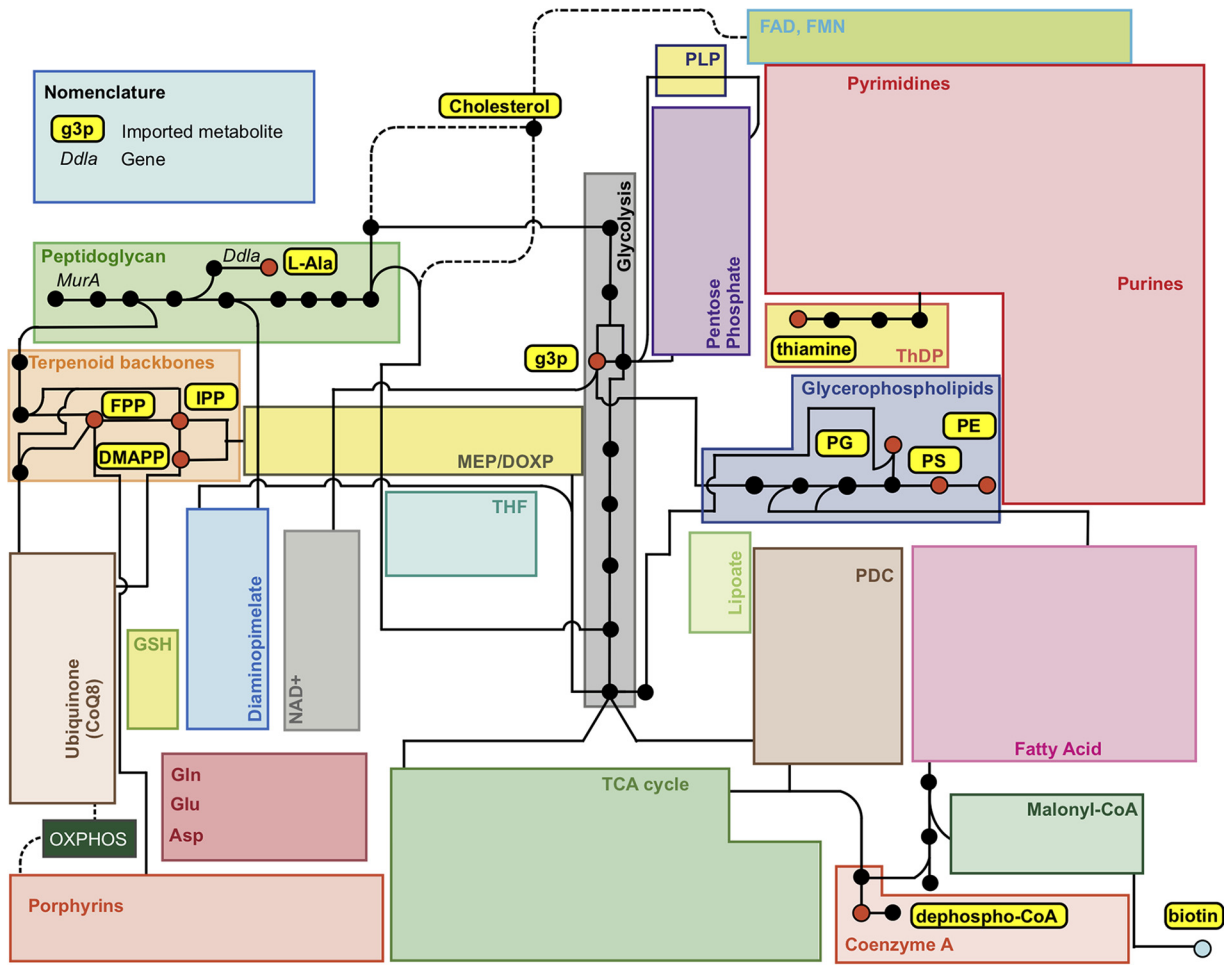 FAD, FMN
PLP
Pyrimidines
Nomenclature
g3p Imported metabolite
Ddla Gene
Cholesterol
Glycolysis
Peptidoglycan
Ddla
L-Ala
MurA
Pentose
Phosphate
Purines
thiamine
ThDP
g3p
Terpenoid backbones
FPP
IPP
DMAPP
MEP/DOXP
Glycerophospholipids
PG
PE
PS
THF
Lipoate
PDC
Diaminopimelate
NAD+
GSH
Ubiquinone
(CoQ8)
Fatty Acid
Gln
Glu
Asp
TCA cycle
Malonyl-CoA
OXPHOS
Porphyrins
dephospho-CoA
biotin
Coenzyme A